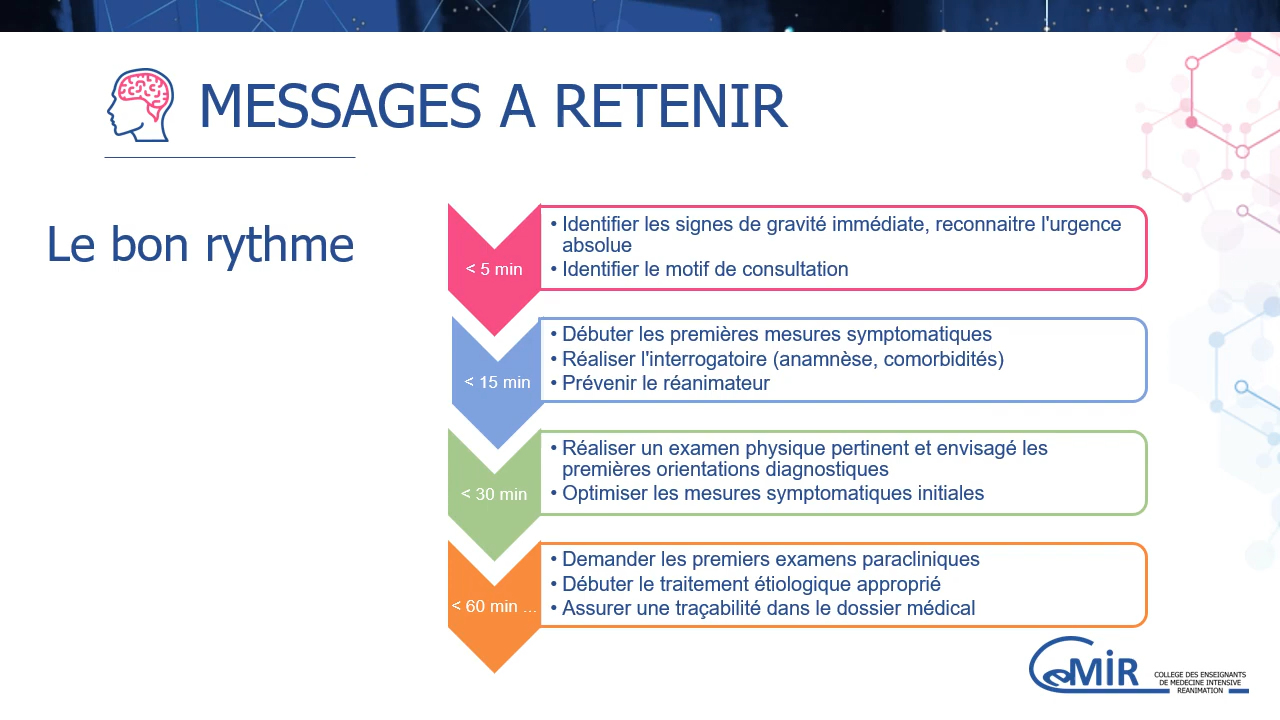 MESSAGES A RETENIR
Le bon rythme
< 5 min
• Identifier les signes de gravité immédiate, reconnaitre l'urgence
absolue
• Identifier le motif de consultation
< 15 min
• Débuter les premières mesures symptomatiques
• Réaliser l'interrogatoire (anamnèse, comorbidités)
• Prévenir le réanimateur
< 30 min
• Réaliser un examen physique pertinent et envisagé les
premières orientations diagnostiques
• Optimiser les mesures symptomatiques initiales
< 60 min ...
• Demander les premiers examens paracliniques
• Débuter le traitement étiologique approprié
• Assurer une traçabilité dans le dossier médical
CeMIR
COLLEGE DES ENSEIGNANTS
DE MEDECINE INTENSIVE
REANIMATION